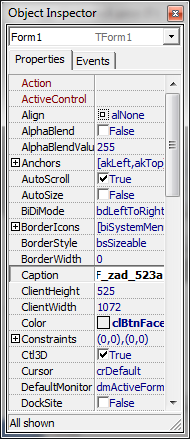 Object Inspector
Form1 TForm1
Properties Events
Action
ActiveControl
Align alNone
AlphaBlend False
AlphaBlendValu 255
Anchors [akLeft,akTop
AutoScroll True
AutoSize False
BiDiMode bdLeftToRight
BorderIcons [biSystemMen
BorderStyle bsSizeable
BorderWidth 0
Caption F_zad_523a
ClientHeight 525
ClientWidth 1072
Color clBtnFace
Constraints (0,0),(0,0)
Ctl3D True
Cursor crDefault
DefaultMonitor dmActiveForm
DockSite False
All shown